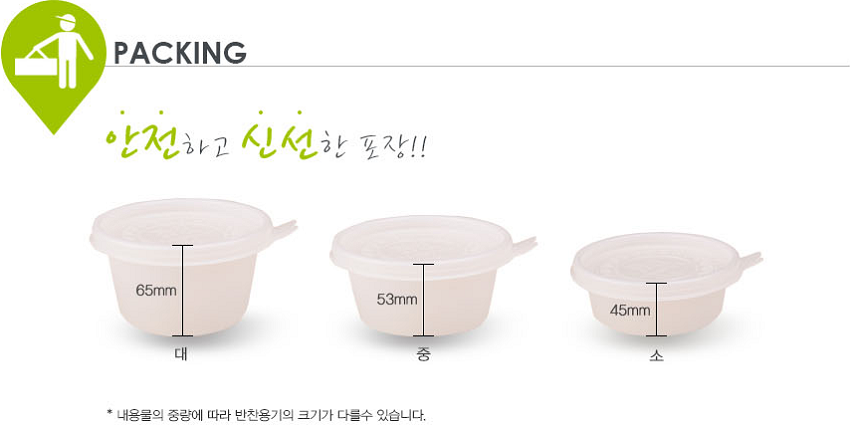 PACKING
안전하고 신선한 포장!!
65mm
53mm
45mm
대
중
소
* 내용물의 중량에 따라 반찬용기의 크기가 다를수 있습니다.